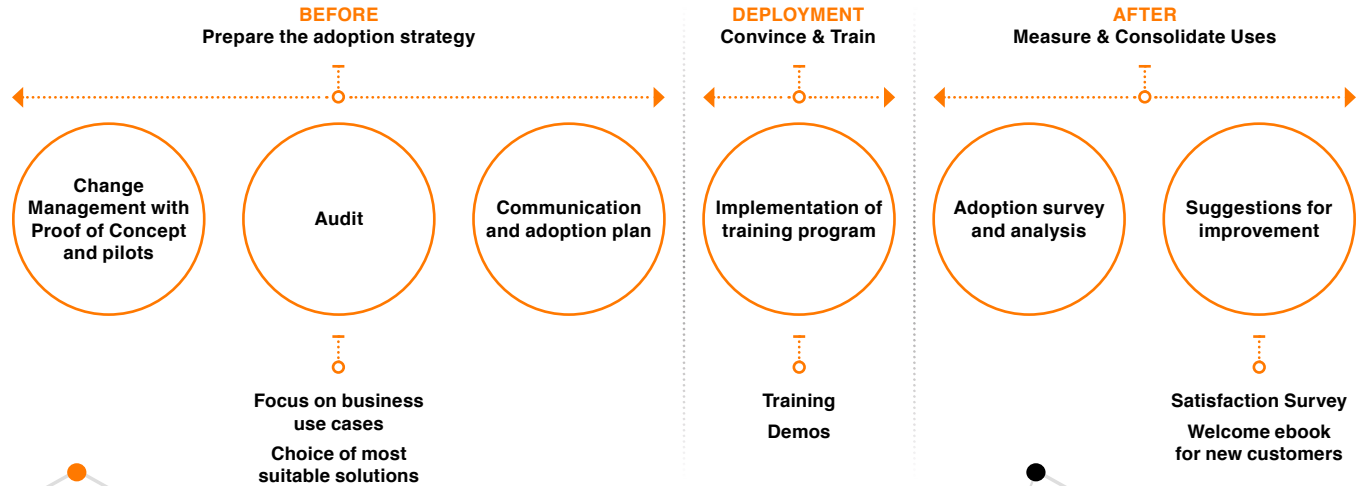 BEFORE
Prepare the adoption strategy
DEPLOYMENT
Convince & Train
AFTER
Measure & Consolidate Uses
Change
Management with
Proof of Concept
and pilots
Audit
Communication
and adoption plan
Implementation of
training program
Adoption survey
and analysis
Suggestions for
improvement
Focus on business
use cases
Choice of most
suitable solutions
Training
Demos
Satisfaction Survey
Welcome ebook
for new customers